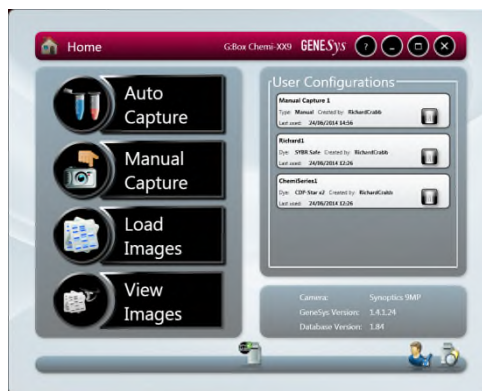 Home
G:Box Chemi-XX9 GENESys ?
Auto
Capture
Manual
Capture
Load
Images
View
Images
User Configurations
Manual Capture 1
Type: Manual Created by: RichardCrabb
Last used: 24/06/2014 14:56
Richard1
Dye: SYBR Safe Created by: RichardCrabb
Last used: 24/06/2014 12:26
ChemiSeries1
Dye: CDP-Star x2 Created by: RichardCrabb
Last used: 24/06/2014 12:26
Camera: Synoptics 9MP
GeneSys Version: 1.4.1.24
Database Version: 1.84